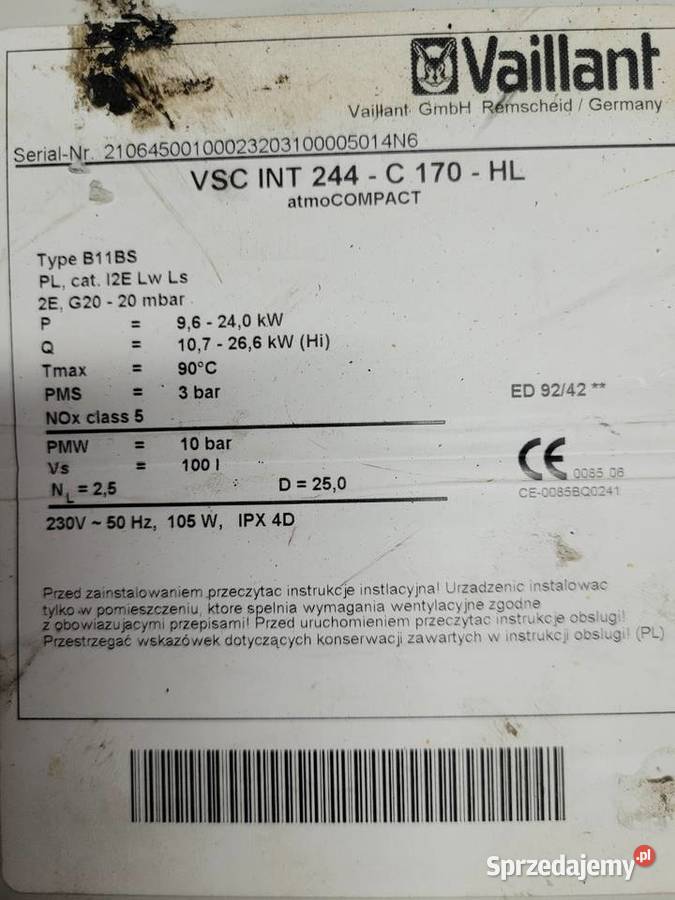 Vaillant
Vaillant GmbH Remscheid / Germany
Serial-Nr. 21064500100023203100005014N6
VSC INT 244 - C 170 - HL
atmoCOMPACT
Type B11BS
PL, cat. I2E Lw Ls
2E, G20 - 20 mbar
P = 9,6 - 24,0 kW
Q = 10,7 - 26,6 kW (Hi)
Tmax = 90°C
PMS = 3 bar
ED 92/42 **
NOx class 5
PMW = 10 bar
Vs = 100 l
CE 0085 06
NL = 2,5 D = 25,0
CE-0085BQ0241
230V ~ 50 Hz, 105 W, IPX 4D
Przed zainstalowaniem przeczytac instrukcje instlacyjna! Urzadzenic instalowac
tylko w pomieszczeniu, ktore spelnia wymagania wentylacyjne zgodne
z obowiazujacymi przepisami! Przed uruchomieniem przeczytac instrukcje obslugi!
Przestrzegać wskazówek dotyczących konserwacji zawartych w instrukcji obslugi! (PL)
Sprzedajemy.pl